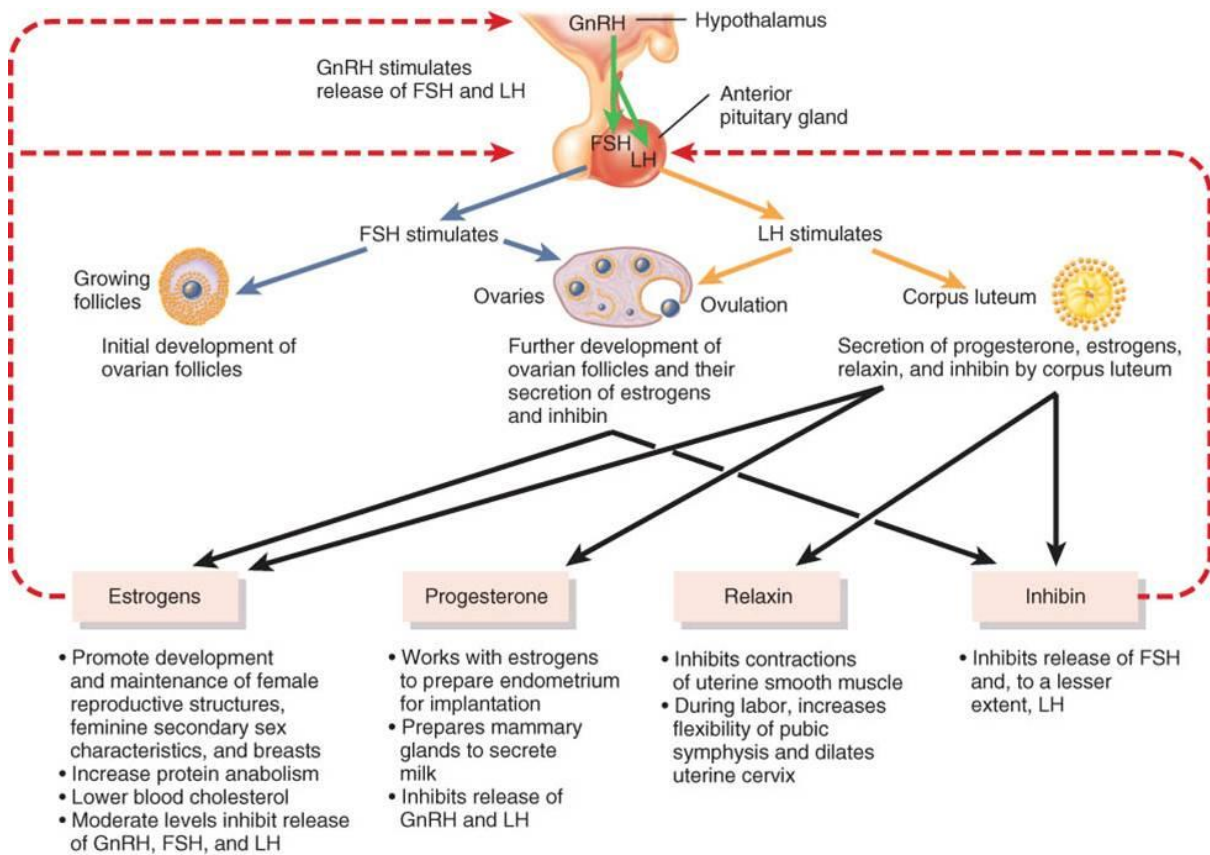 GnRH
Hypothalamus
GnRH stimulates
release of FSH and LH
Anterior
pituitary gland
FSH
LH
FSH stimulates
LH stimulates
Growing
follicles
Ovaries
Ovulation
Corpus luteum
Initial development of
ovarian follicles
Further development of
ovarian follicles and their
secretion of estrogens
and inhibin
Secretion of progesterone, estrogens,
relaxin, and inhibin by corpus luteum
Estrogens
• Promote development
and maintenance of female
reproductive structures,
feminine secondary sex
characteristics, and breasts
• Increase protein anabolism
• Lower blood cholesterol
• Moderate levels inhibit release
of GnRH, FSH, and LH
Progesterone
• Works with estrogens
to prepare endometrium
for implantation
• Prepares mammary
glands to secrete
milk
• Inhibits release of
GnRH and LH
Relaxin
• Inhibits contractions
of uterine smooth muscle
• During labor, increases
flexibility of pubic
symphysis and dilates
uterine cervix
Inhibin
• Inhibits release of FSH
and, to a lesser
extent, LH